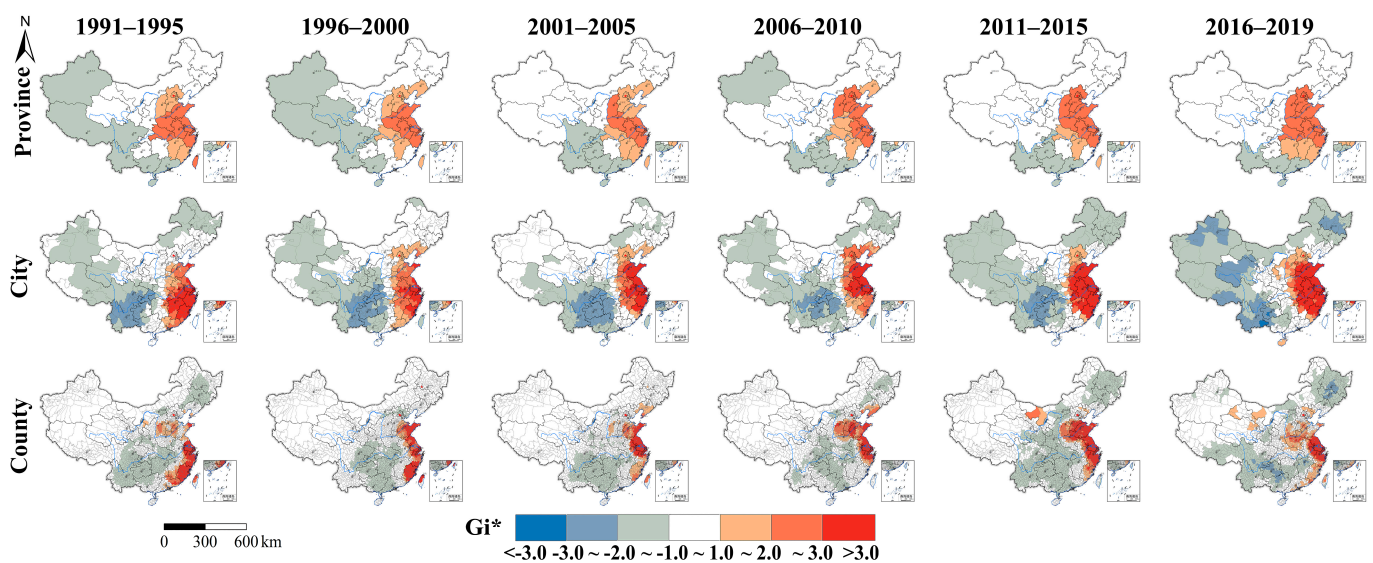 N
1991–1995 1996–2000 2001–2005 2006–2010 2011–2015 2016–2019
Province
City
County
0 300 600 km
Gi*
<-3.0 -3.0 ~ -2.0 ~ -1.0 ~ 1.0 ~ 2.0 ~ 3.0 >3.0